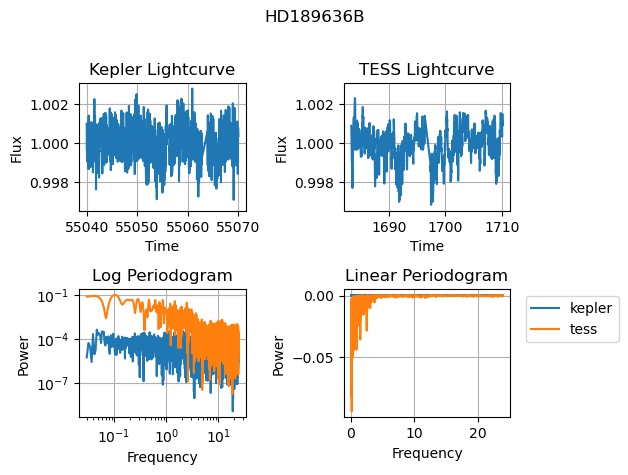 HD189636B
Kepler Lightcurve
TESS Lightcurve
Flux
1.002
1.000
0.998
55040 55050 55060 55070
Time
Flux
1.002
1.000
0.998
1690 1700 1710
Time
Log Periodogram
Linear Periodogram
Power
10⁻¹
10⁻⁴
10⁻⁷
10⁻¹ 10⁰ 10¹
Frequency
Power
0.00
−0.05
0 10 20
Frequency
kepler
tess